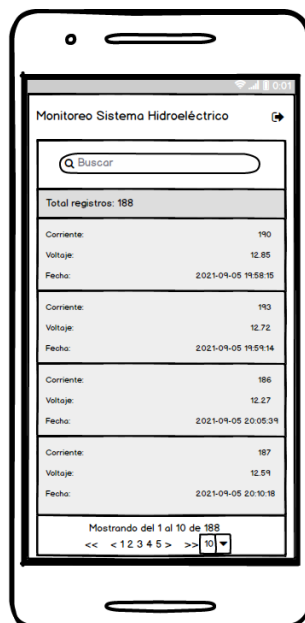 0:01
Monitoreo Sistema Hidroeléctrico
Buscar
Total registros: 188
Corriente: 190
Voltaje: 12.85
Fecha: 2021-09-05 19:58:15
Corriente: 193
Voltaje: 12.72
Fecha: 2021-09-05 19:59:14
Corriente: 186
Voltaje: 12.27
Fecha: 2021-09-05 20:05:39
Corriente: 187
Voltaje: 12.59
Fecha: 2021-09-05 20:10:18
Mostrando del 1 al 10 de 188
<< < 1 2 3 4 5 > >> 10